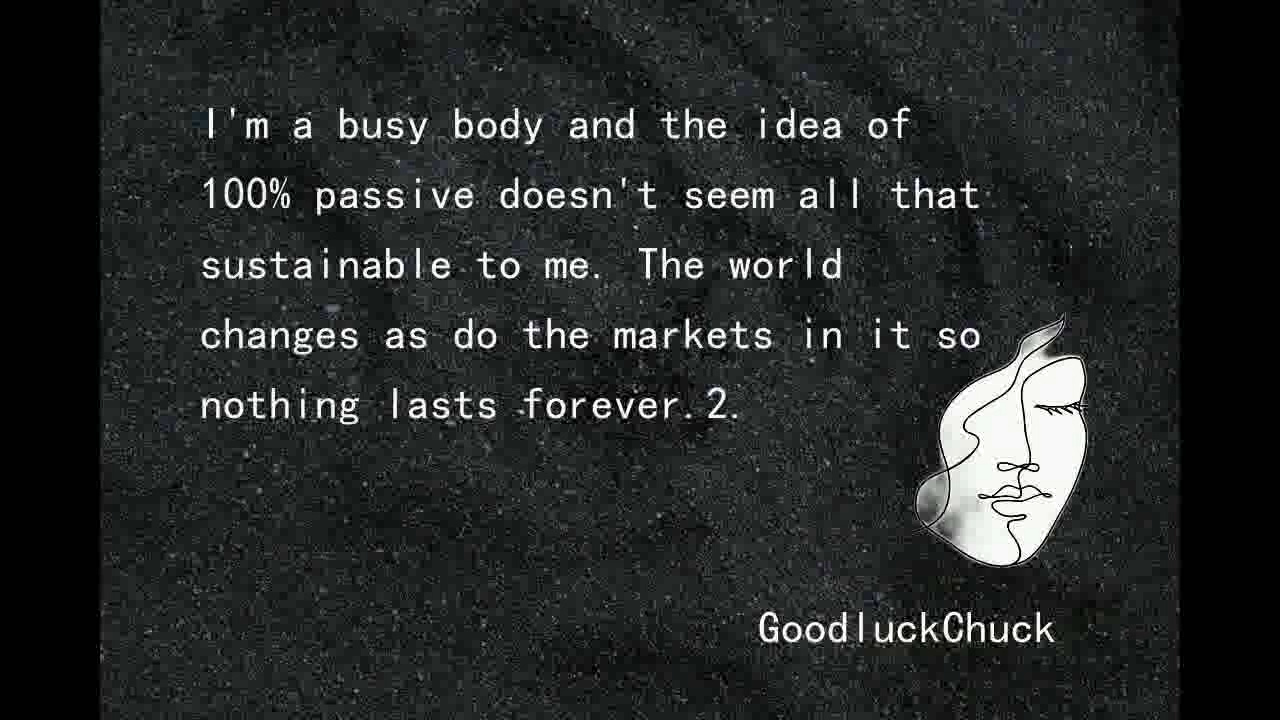 I'm a busy body and the idea of
100% passive doesn't seem all that
sustainable to me. The world
changes as do the markets in it so
nothing lasts forever.2.
GoodluckChuck